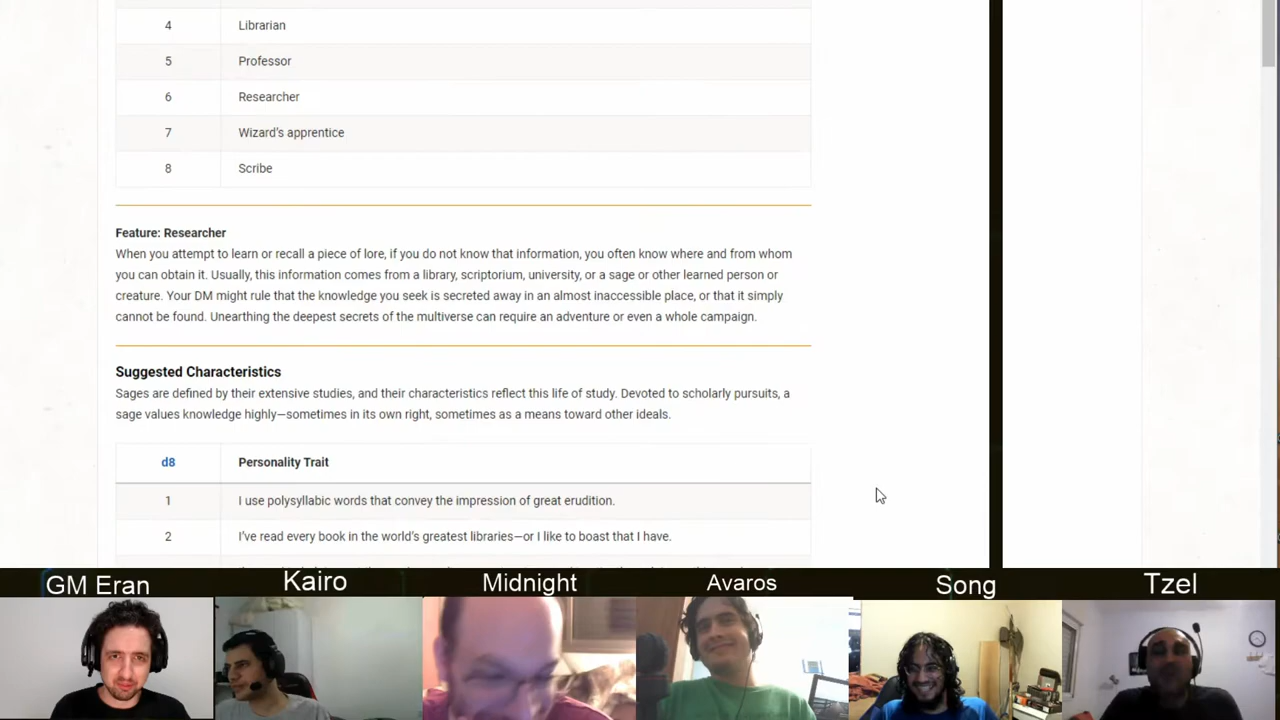 4 Librarian
5 Professor
6 Researcher
7 Wizard's apprentice
8 Scribe
Feature: Researcher
When you attempt to learn or recall a piece of lore, if you do not know that information, you often know where and from whom
you can obtain it. Usually, this information comes from a library, scriptorium, university, or a sage or other learned person or
creature. Your DM might rule that the knowledge you seek is secreted away in an almost inaccessible place, or that it simply
cannot be found. Unearthing the deepest secrets of the multiverse can require an adventure or even a whole campaign.
Suggested Characteristics
Sages are defined by their extensive studies, and their characteristics reflect this life of study. Devoted to scholarly pursuits, a
sage values knowledge highly—sometimes in its own right, sometimes as a means toward other ideals.
d8 Personality Trait
1 I use polysyllabic words that convey the impression of great erudition.
2 I've read every book in the world's greatest libraries—or I like to boast that I have.
GM Eran Kairo Midnight Avaros Song Tzel